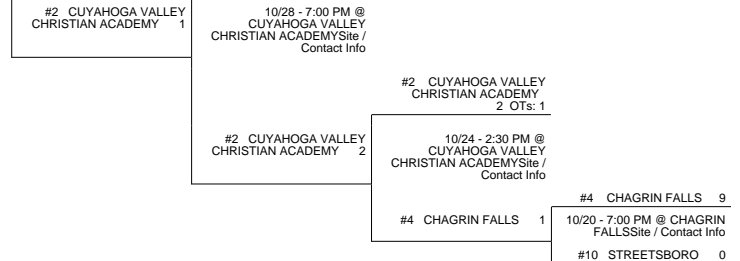 #2 CUYAHOGA VALLEY
CHRISTIAN ACADEMY 1
10/28 - 7:00 PM @
CUYAHOGA VALLEY
CHRISTIAN ACADEMYSite /
Contact Info
#2 CUYAHOGA VALLEY
CHRISTIAN ACADEMY
2 OTs: 1
#2 CUYAHOGA VALLEY
CHRISTIAN ACADEMY 2
10/24 - 2:30 PM @
CUYAHOGA VALLEY
CHRISTIAN ACADEMYSite /
Contact Info
#4 CHAGRIN FALLS 9
#4 CHAGRIN FALLS 1
10/20 - 7:00 PM @ CHAGRIN
FALLSSite / Contact Info
#10 STREETSBORO 0